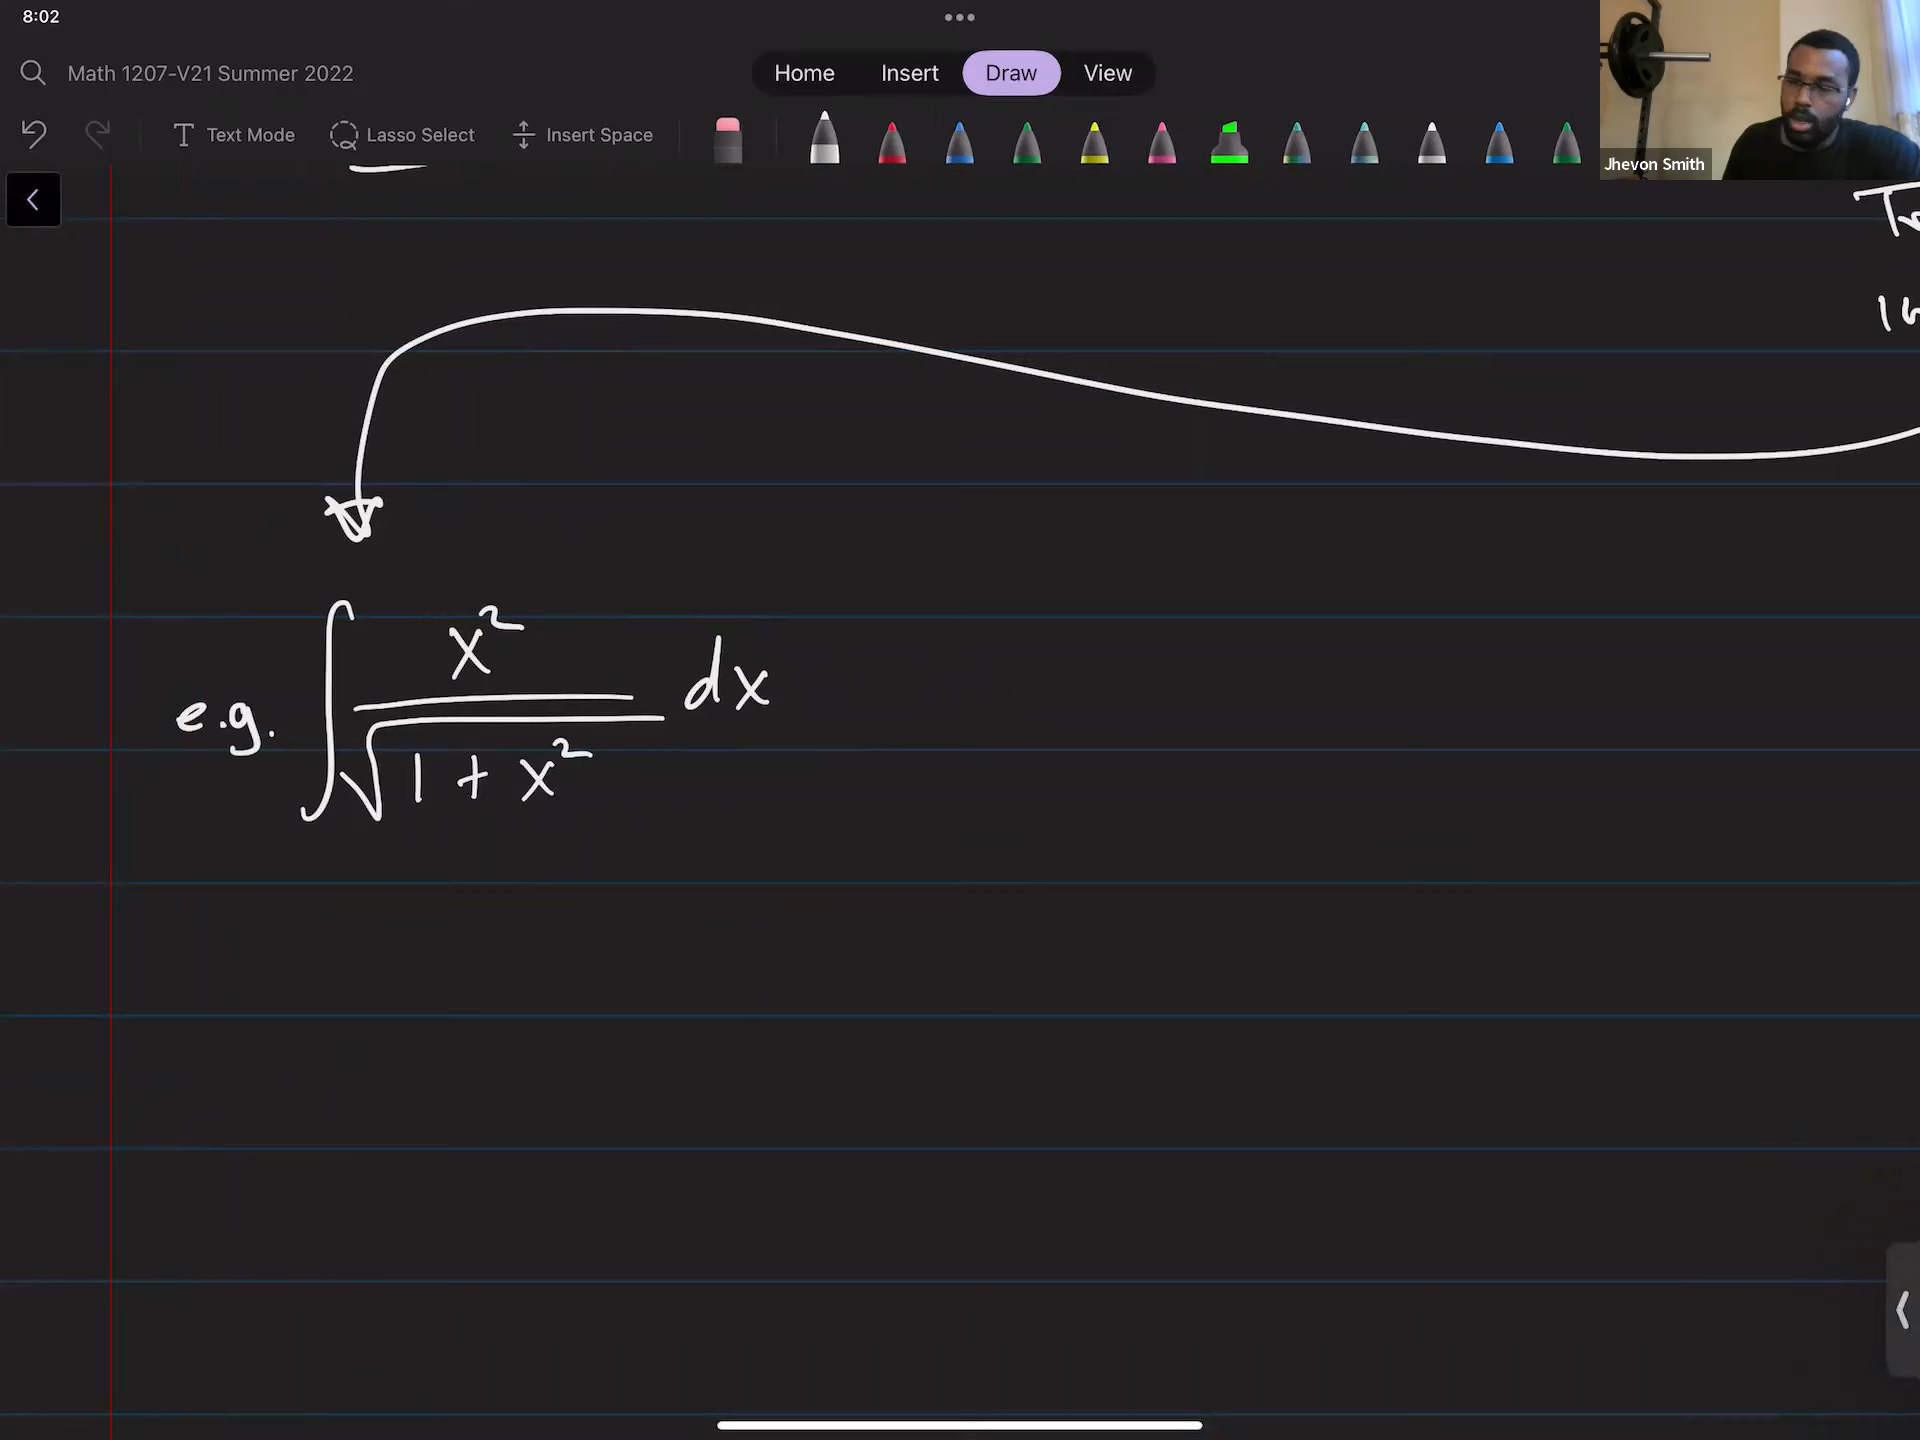 8:02
Math 1207-V21 Summer 2022
Home Insert Draw View
Text Mode Lasso Select Insert Space
Jhevon Smith
e.g. ∫ x² / √(1 + x²) dx